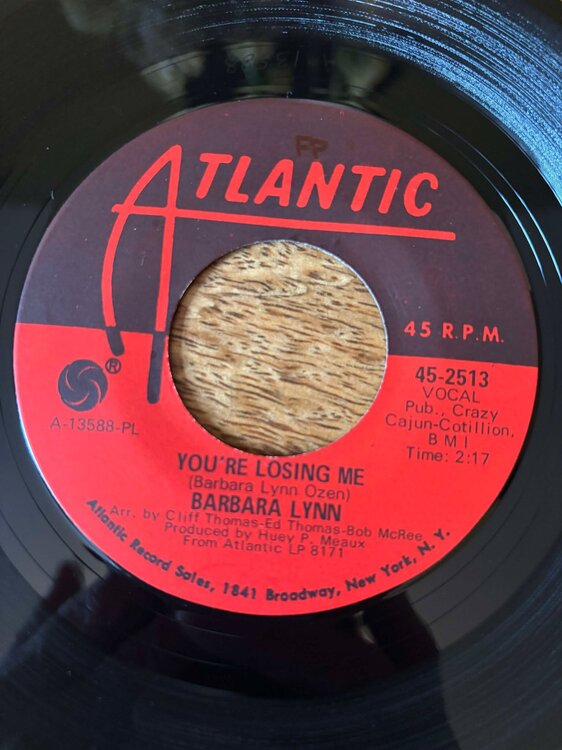 FP
ATLANTIC
45 R.P.M.
®
A-13588-PL
45-2513
VOCAL
Pub., Crazy
Cajun-Cotillion,
B M I
Time: 2:17
YOU'RE LOSING ME
(Barbara Lynn Ozen)
BARBARA LYNN
Arr. by Cliff Thomas-Ed Thomas-Bob McRee
Produced by Huey P. Meaux
From Atlantic LP 8171
Atlantic Record Sales, 1841 Broadway, New York, N. Y.